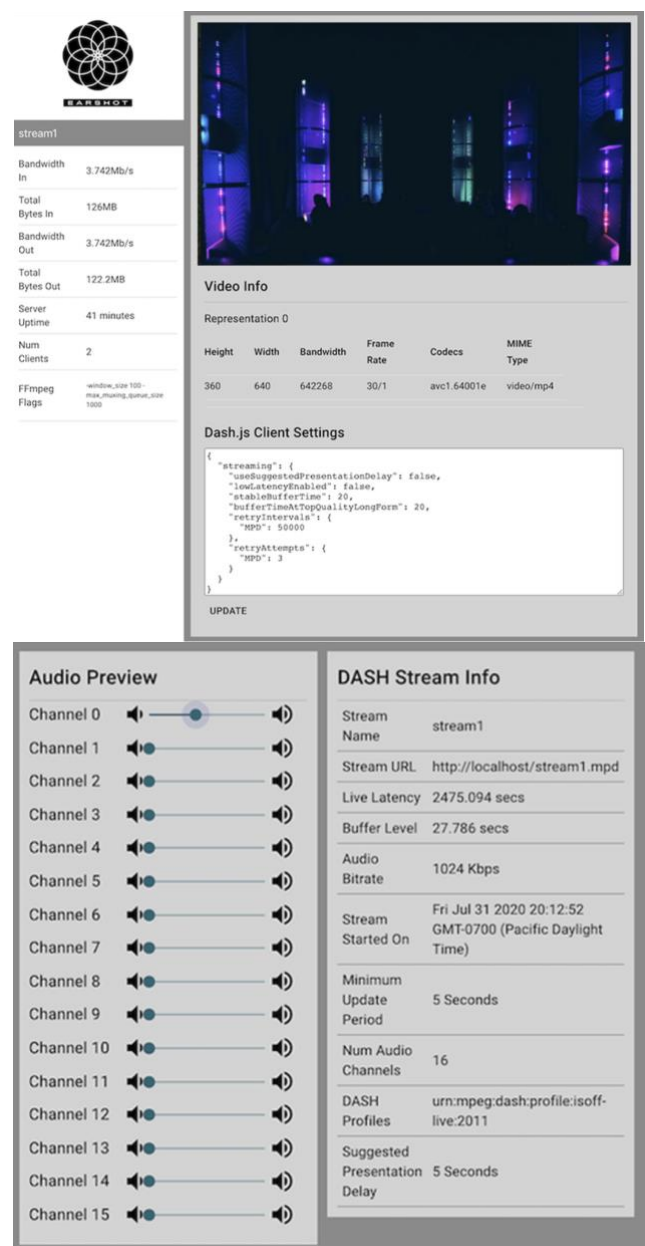 EARSHOT
stream1
Bandwidth
In
3.742Mb/s
Total
Bytes In
126MB
Bandwidth
Out
3.742Mb/s
Total
Bytes Out
122.2MB
Server
Uptime
41 minutes
Num
Clients
2
FFmpeg
Flags
-window_size 100 -
max_muxing_queue_size
1000
Video Info
Representation 0
Height Width Bandwidth Frame
Rate Codecs MIME
Type
360 640 642268 30/1 avc1.64001e video/mp4
Dash.js Client Settings
{
"streaming": {
"useSuggestedPresentationDelay": false,
"lowLatencyEnabled": false,
"stableBufferTime": 20,
"bufferTimeAtTopQualityLongForm": 20,
"retryIntervals": {
"MPD": 50000
},
"retryAttempts": {
"MPD": 3
}
}
}
UPDATE
Audio Preview
Channel 0
Channel 1
Channel 2
Channel 3
Channel 4
Channel 5
Channel 6
Channel 7
Channel 8
Channel 9
Channel 10
Channel 11
Channel 12
Channel 13
Channel 14
Channel 15
DASH Stream Info
Stream
Name
stream1
Stream URL http://localhost/stream1.mpd
Live Latency 2475.094 secs
Buffer Level 27.786 secs
Audio
Bitrate
1024 Kbps
Stream
Started On
Fri Jul 31 2020 20:12:52
GMT-0700 (Pacific Daylight
Time)
Minimum
Update
Period
5 Seconds
Num Audio
Channels
16
DASH
Profiles
urn:mpeg:dash:profile:isoff-
live:2011
Suggested
Presentation
Delay
5 Seconds